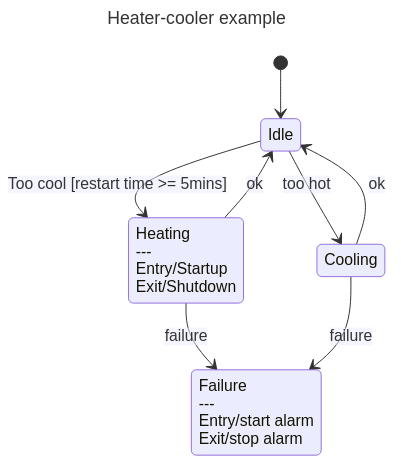 Heater-cooler example
Idle
Too cool [restart time >= 5mins]
ok
too hot
ok
Heating
---
Entry/Startup
Exit/Shutdown
Cooling
failure
failure
Failure
---
Entry/start alarm
Exit/stop alarm